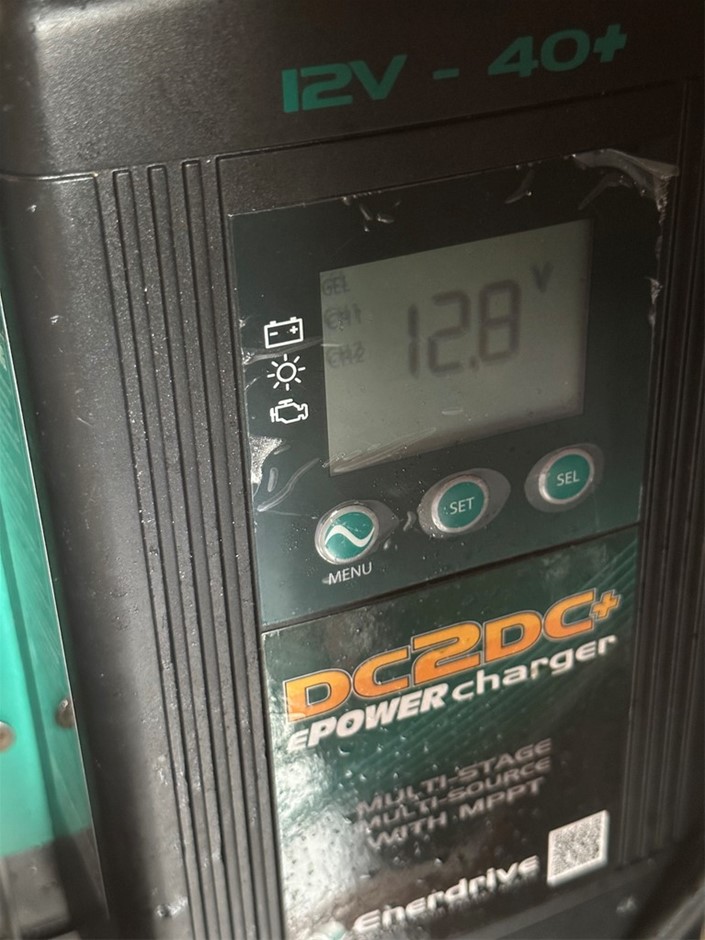 12V - 40+
GEL
CH1
CH2
12.8 V
MENU
SET
SEL
DC2DC+
ePOWER charger
MULTI-STAGE
MULTI-SOURCE
WITH MPPT
Enerdrive